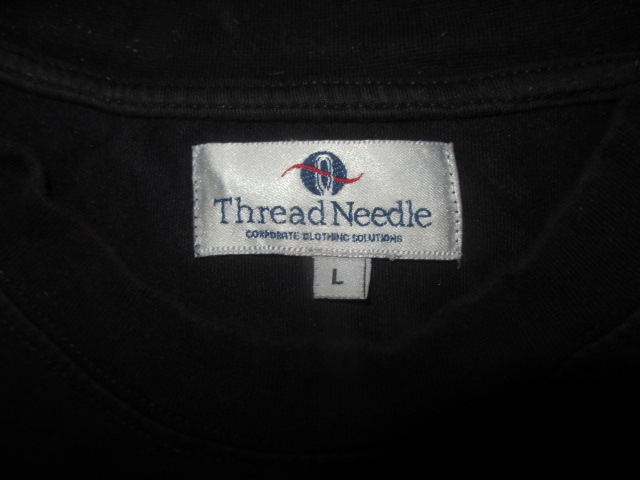 Thread Needle
CORPORATE CLOTHING SOLUTIONS
L